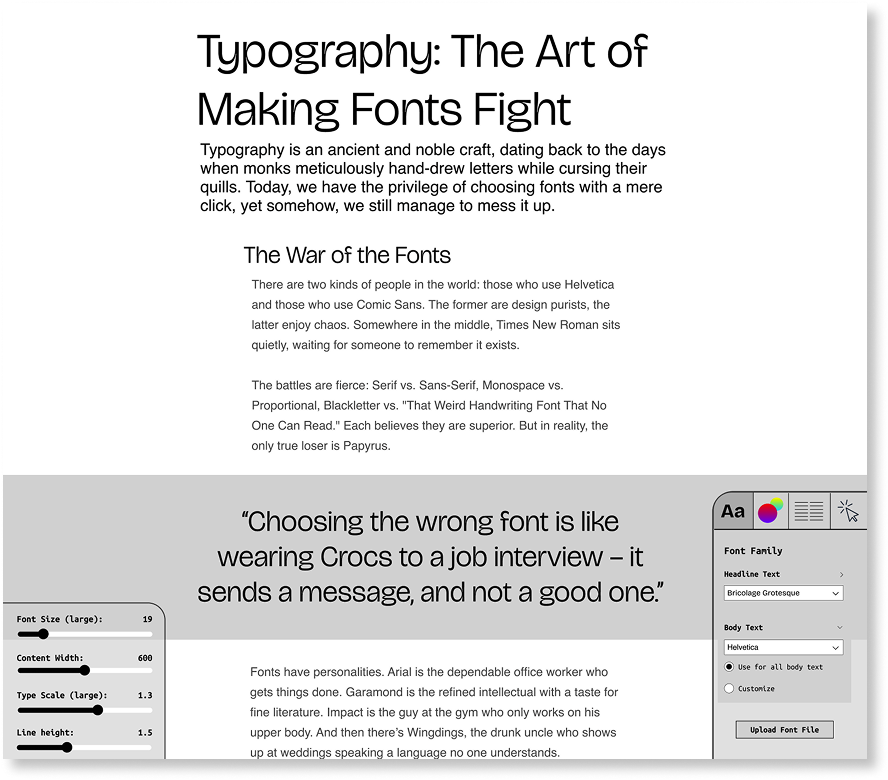 Typography: The Art of
Making Fonts Fight
Typography is an ancient and noble craft, dating back to the days
when monks meticulously hand-drew letters while cursing their
quills. Today, we have the privilege of choosing fonts with a mere
click, yet somehow, we still manage to mess it up.
The War of the Fonts
There are two kinds of people in the world: those who use Helvetica
and those who use Comic Sans. The former are design purists, the
latter enjoy chaos. Somewhere in the middle, Times New Roman sits
quietly, waiting for someone to remember it exists.
The battles are fierce: Serif vs. Sans-Serif, Monospace vs.
Proportional, Blackletter vs. "That Weird Handwriting Font That No
One Can Read." Each believes they are superior. But in reality, the
only true loser is Papyrus.
“Choosing the wrong font is like
wearing Crocs to a job interview – it
sends a message, and not a good one.”
Fonts have personalities. Arial is the dependable office worker who
gets things done. Garamond is the refined intellectual with a taste for
fine literature. Impact is the guy at the gym who only works on his
upper body. And then there’s Wingdings, the drunk uncle who shows
up at weddings speaking a language no one understands.
Font Size (large): 19
Content Width: 600
Type Scale (large): 1.3
Line height: 1.5
Aa
Font Family
Headline Text
Bricolage Grotesque
Body Text
Helvetica
Use for all body text
Customize
Upload Font File